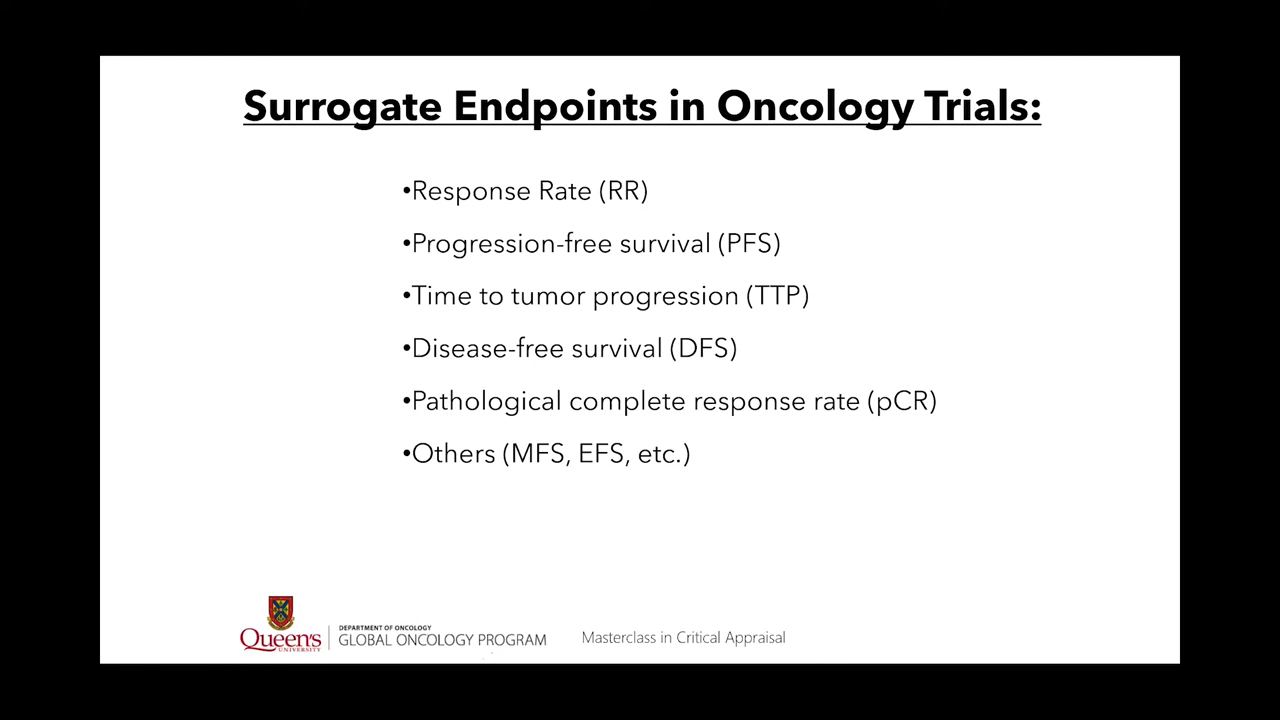 Surrogate Endpoints in Oncology Trials:
•Response Rate (RR)
•Progression-free survival (PFS)
•Time to tumor progression (TTP)
•Disease-free survival (DFS)
•Pathological complete response rate (pCR)
•Others (MFS, EFS, etc.)
Queen's
UNIVERSITY
DEPARTMENT OF ONCOLOGY
GLOBAL ONCOLOGY PROGRAM
Masterclass in Critical Appraisal